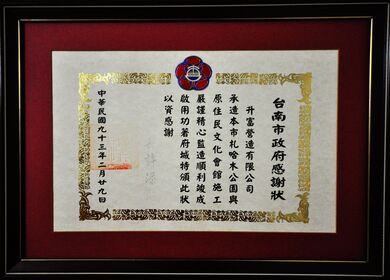 台南市政府感謝狀
升富營造有限公司
承造本市札哈木公園與
原住民文化會館施工
嚴謹精心監造順利竣成
啟用功著府城特頒此狀
以資感謝
中華民國九十三年二月廿九日